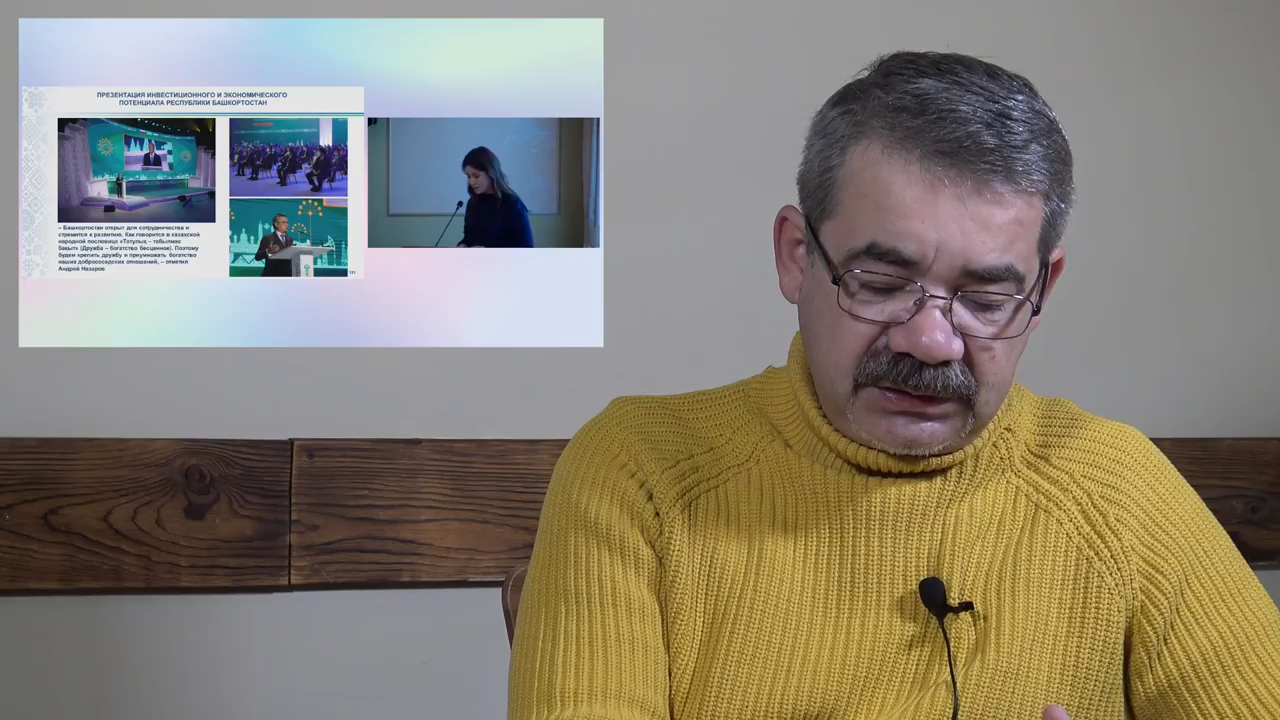 ПРЕЗЕНТАЦИЯ ИНВЕСТИЦИОННОГО И ЭКОНОМИЧЕСКОГО
ПОТЕНЦИАЛА РЕСПУБЛИКИ БАШКОРТОСТАН
– Башкортостан открыт для сотрудничества и
стремится к развитию. Как говорится в казахской
народной пословице «Татулық – табылмас
бақыт» (Дружба – богатство бесценное). Поэтому
будем крепить дружбу и приумножать богатство
наших добрососедских отношений, – отметил
Андрей Назаров